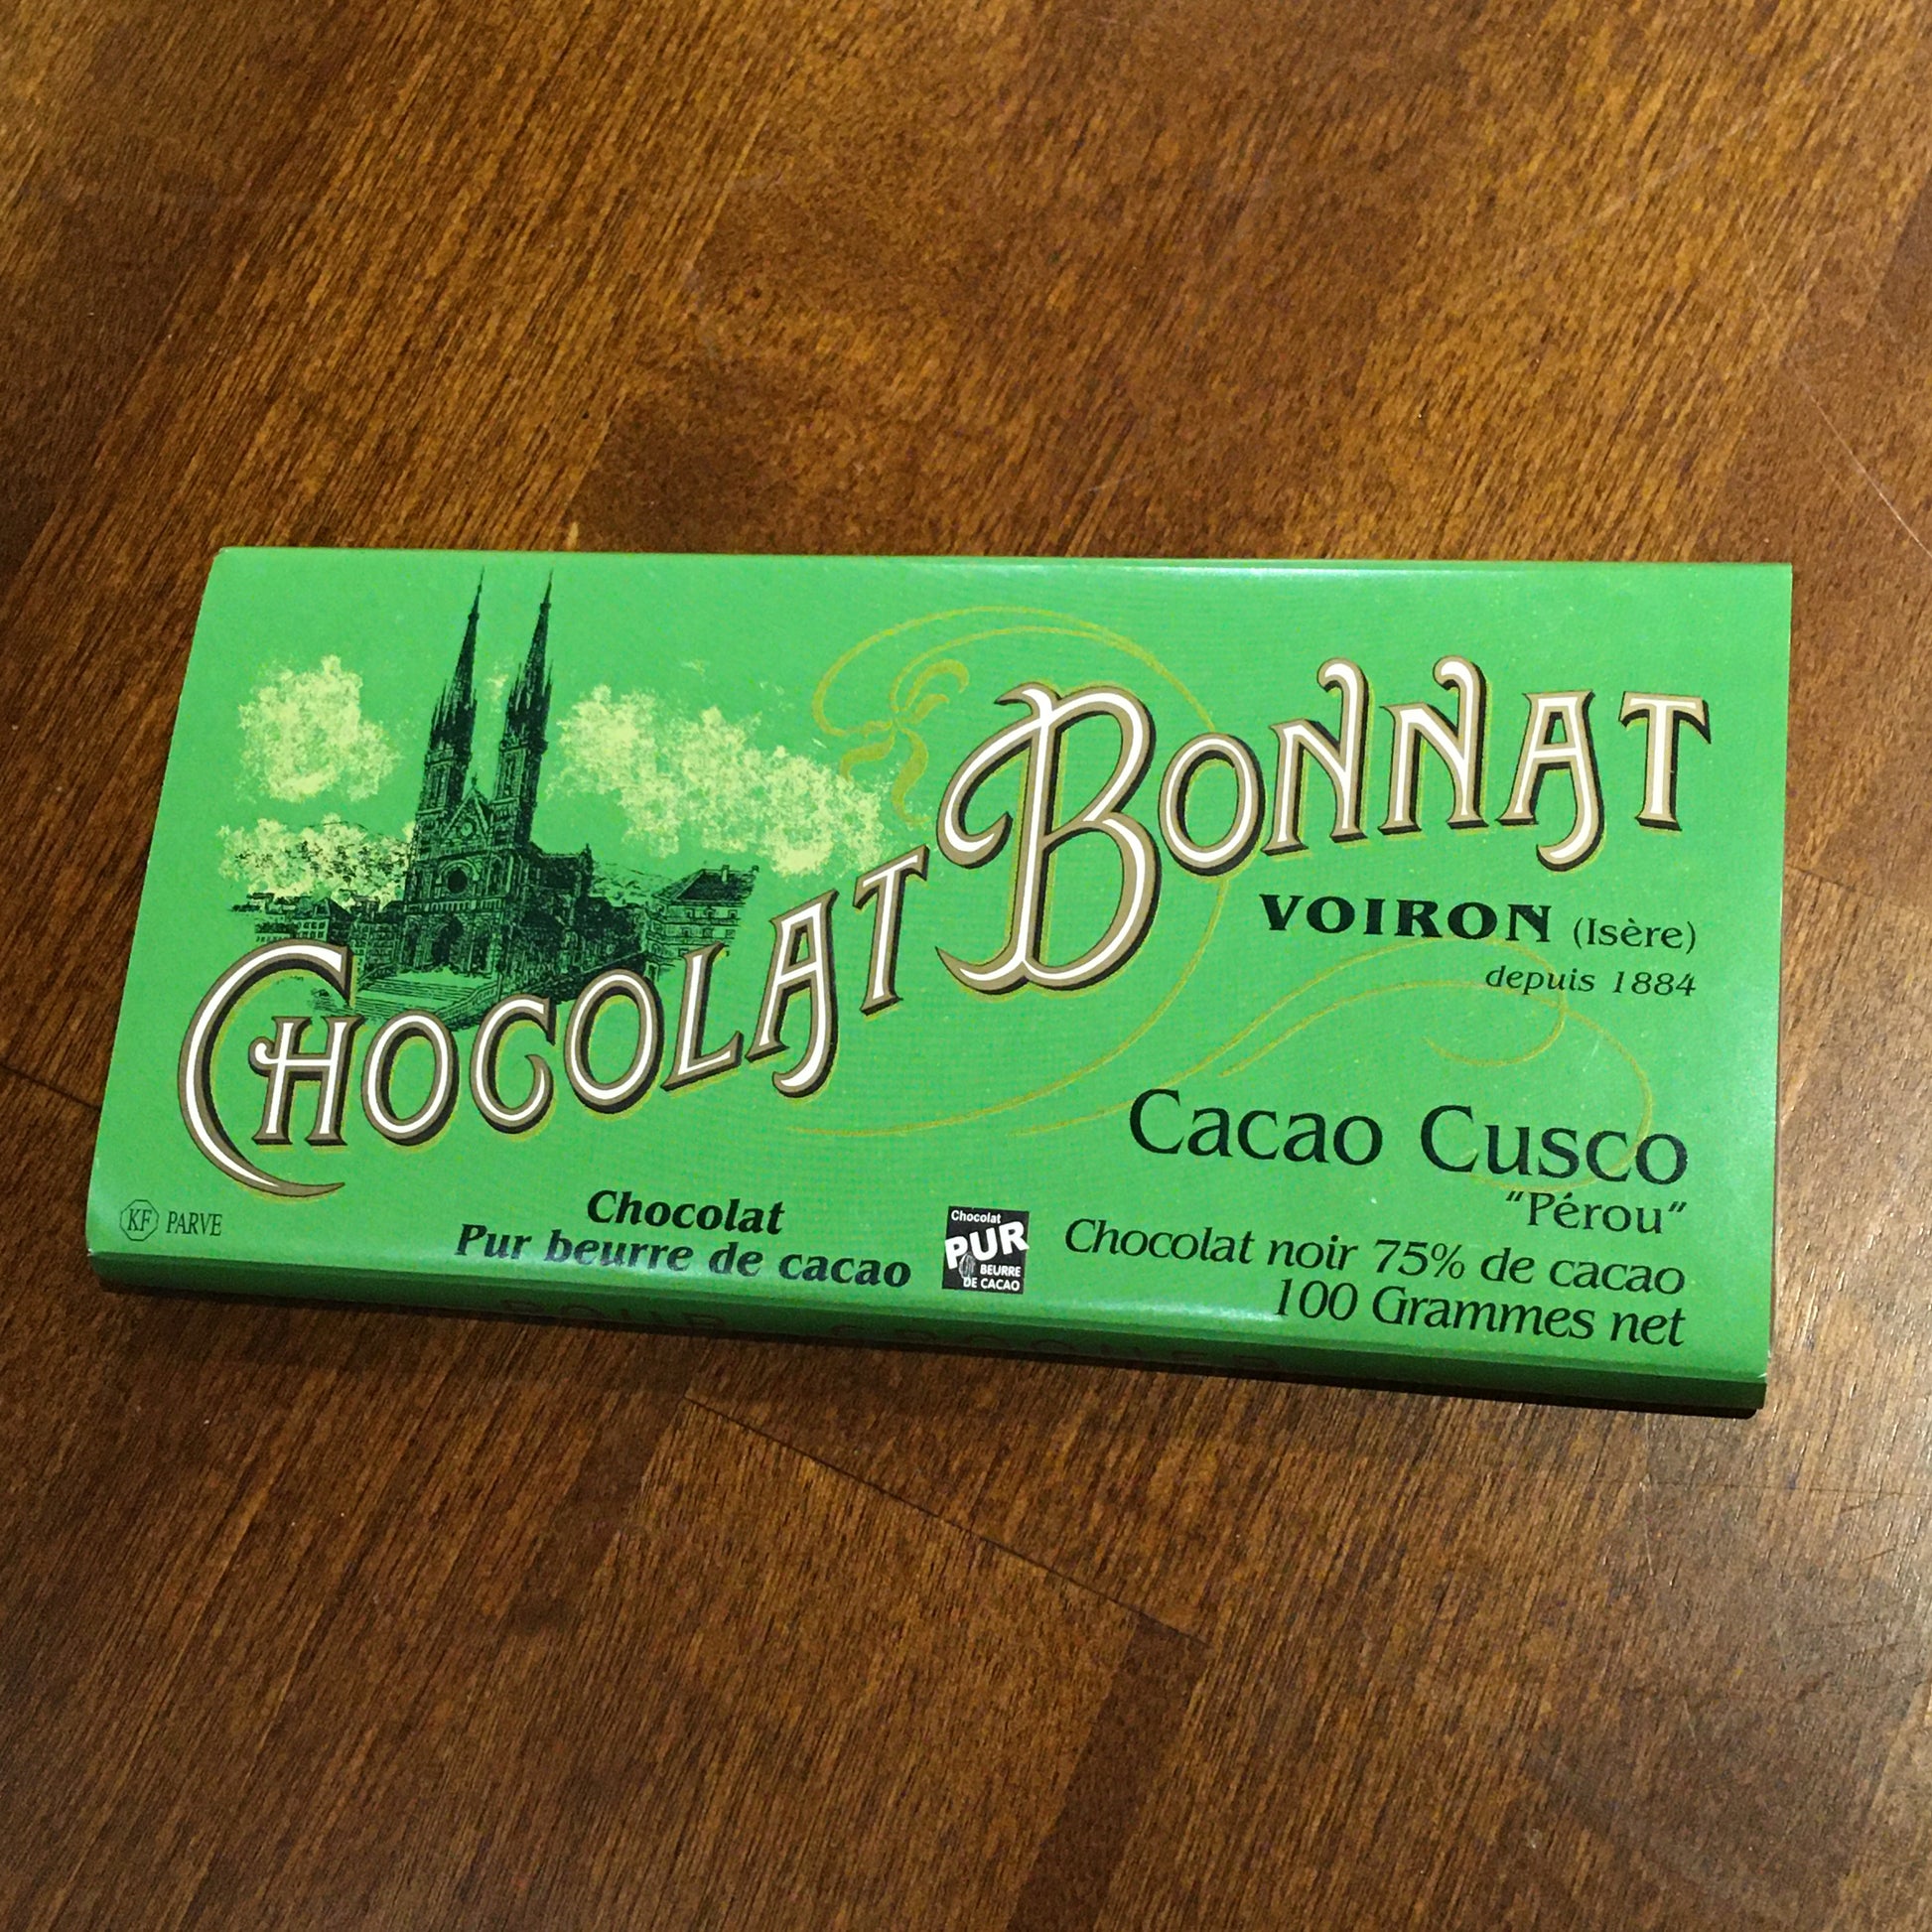 CHOCOLAT BONNAT
VOIRON (Isère)
depuis 1884
Cacao Cusco
"Pérou"
Chocolat noir 75% de cacao
100 Grammes net
Chocolat
Pur beurre de cacao
Chocolat
PUR
BEURRE
DE CACAO
KF PARVE